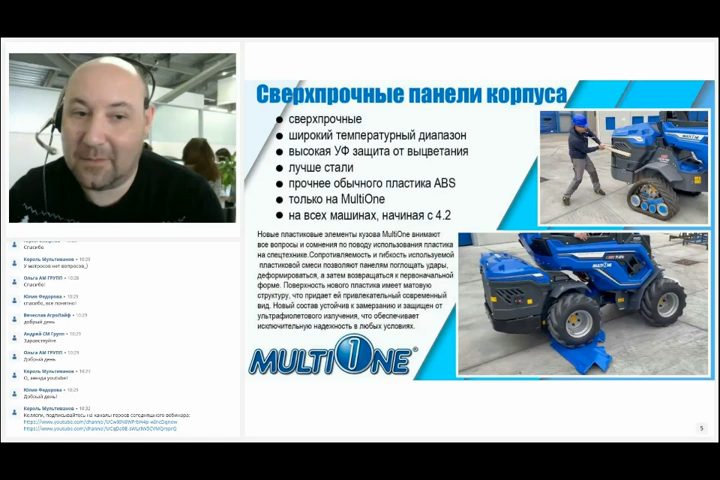 Сверхпрочные панели корпуса
сверхпрочные
широкий температурный диапазон
высокая УФ защита от выцветания
лучше стали
прочнее обычного пластика ABS
только на MultiOne
на всех машинах, начиная с 4.2
Новые пластиковые элементы кузова MultiOne внимают
все вопросы и сомнения по поводу использования пластика
на спецтехнике.Сопротивляемость и гибкость используемой
пластиковой смеси позволяют панелям поглощать удары,
деформироваться, а затем возвращаться к первоначальной
форме. Поверхность нового пластика имеет матовую
структуру, что придает ей привлекательный современный
вид. Новый состав устойчив к замерзанию и защищен от
ультрафиолетового излучения, что обеспечивает
исключительную надежность в любых условиях.
MULTI1ONE®
MULTIONE
5
Спасибо
Король Мультиванов • 10:29
У матросов нет вопросов_)
Ольга АМ ГРУПП • 10:28
Спасибо!
Юлия Федорова • 10:29
спасибо, все понятно!
Вячеслав АгроЛайф • 10:29
добрый день
Андрей СМ Групп • 10:29
Здравствуйте
Ольга АМ ГРУПП • 10:29
Добрый день
Король Мультиванов • 10:29
О, звезда youtube!
Юлия Федорова • 10:29
Добрый день!
Король Мультиванов • 10:32
Коллеги, подписывайтесь на каналы героев сегодняшнего вебинара: